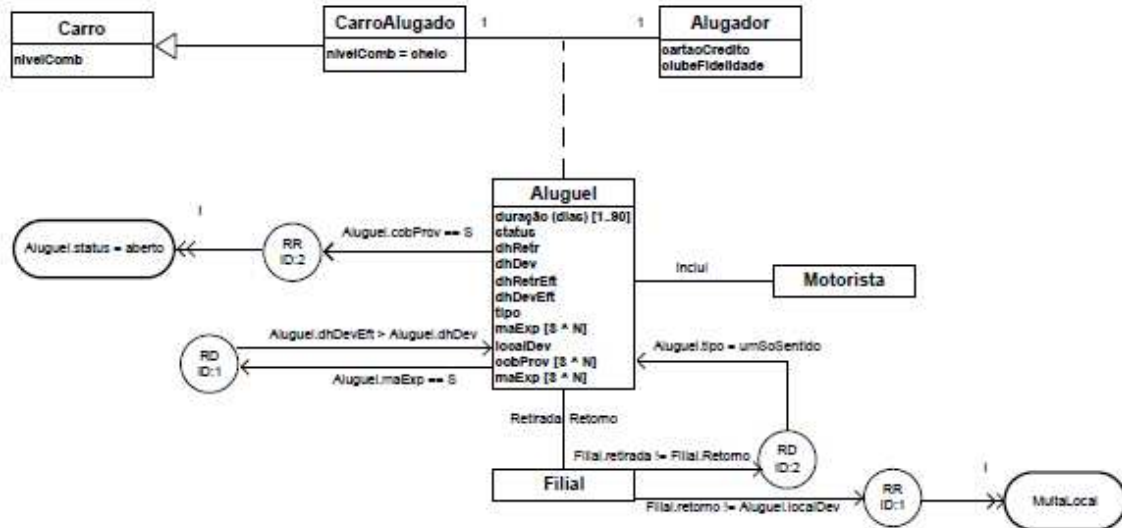 Carro
nivelComb
CarroAlugado
nivelComb = cheio
1
1
Alugador
cartaoCredito
clubeFidelidade
Aluguel
duração (dias) [1..90]
status
dhRetr
dhDev
dhRetrEft
dhDevEft
tipo
maExp [S ^ N]
localDev
cobProv [S ^ N]
maExp [S ^ N]
Aluguel.status = aberto
I
RR
ID:2
Aluguel.cobProv == S
Inclui
Motorista
RD
ID:1
Aluguel.dhDevEft > Aluguel.dhDev
Aluguel.maExp == S
Aluguel.tipo = umSoSentido
Retirada
Retorno
Filial.retirada != Filial.Retorno
RD
ID:2
Filial
Filial.retorno != Aluguel.localDev
RR
ID:1
I
MultaLocal